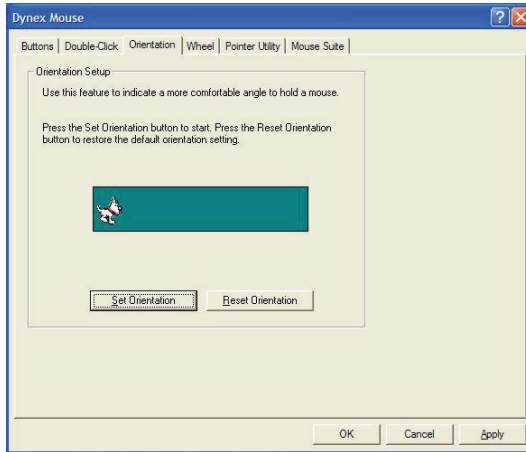 Dynex Mouse
Buttons Double-Click Orientation Wheel Pointer Utility Mouse Suite
Orientation Setup
Use this feature to indicate a more comfortable angle to hold a mouse.
Press the Set Orientation button to start. Press the Reset Orientation
button to restore the default orientation setting.
Set Orientation Reset Orientation
OK Cancel Apply